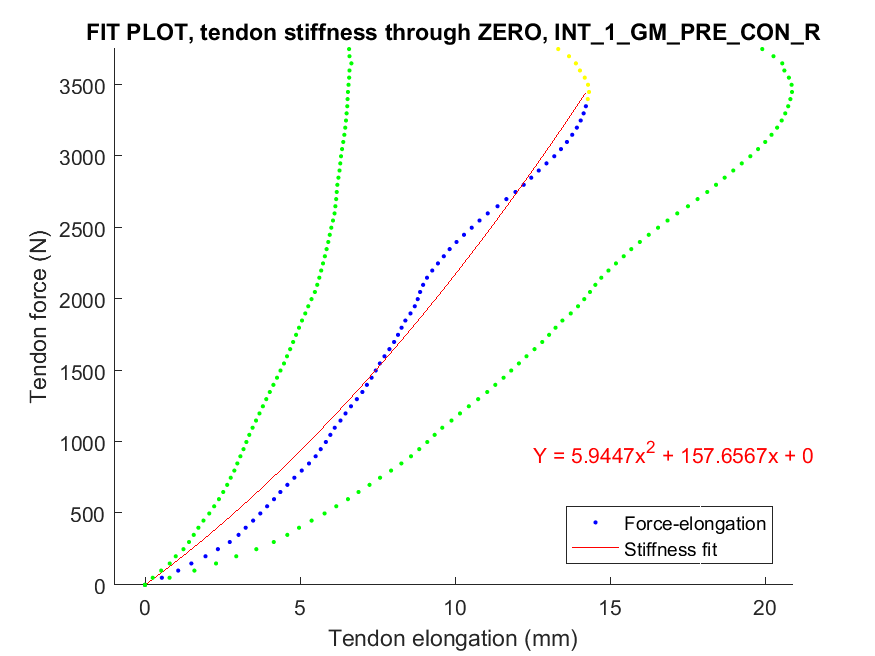 FIT PLOT, tendon stiffness through ZERO, INT_1_GM_PRE_CON_R
Tendon force (N)
3500
3000
2500
2000
1500
1000
500
0
Y = 5.9447x² + 157.6567x + 0
Force-elongation
Stiffness fit
0 5 10 15 20
Tendon elongation (mm)